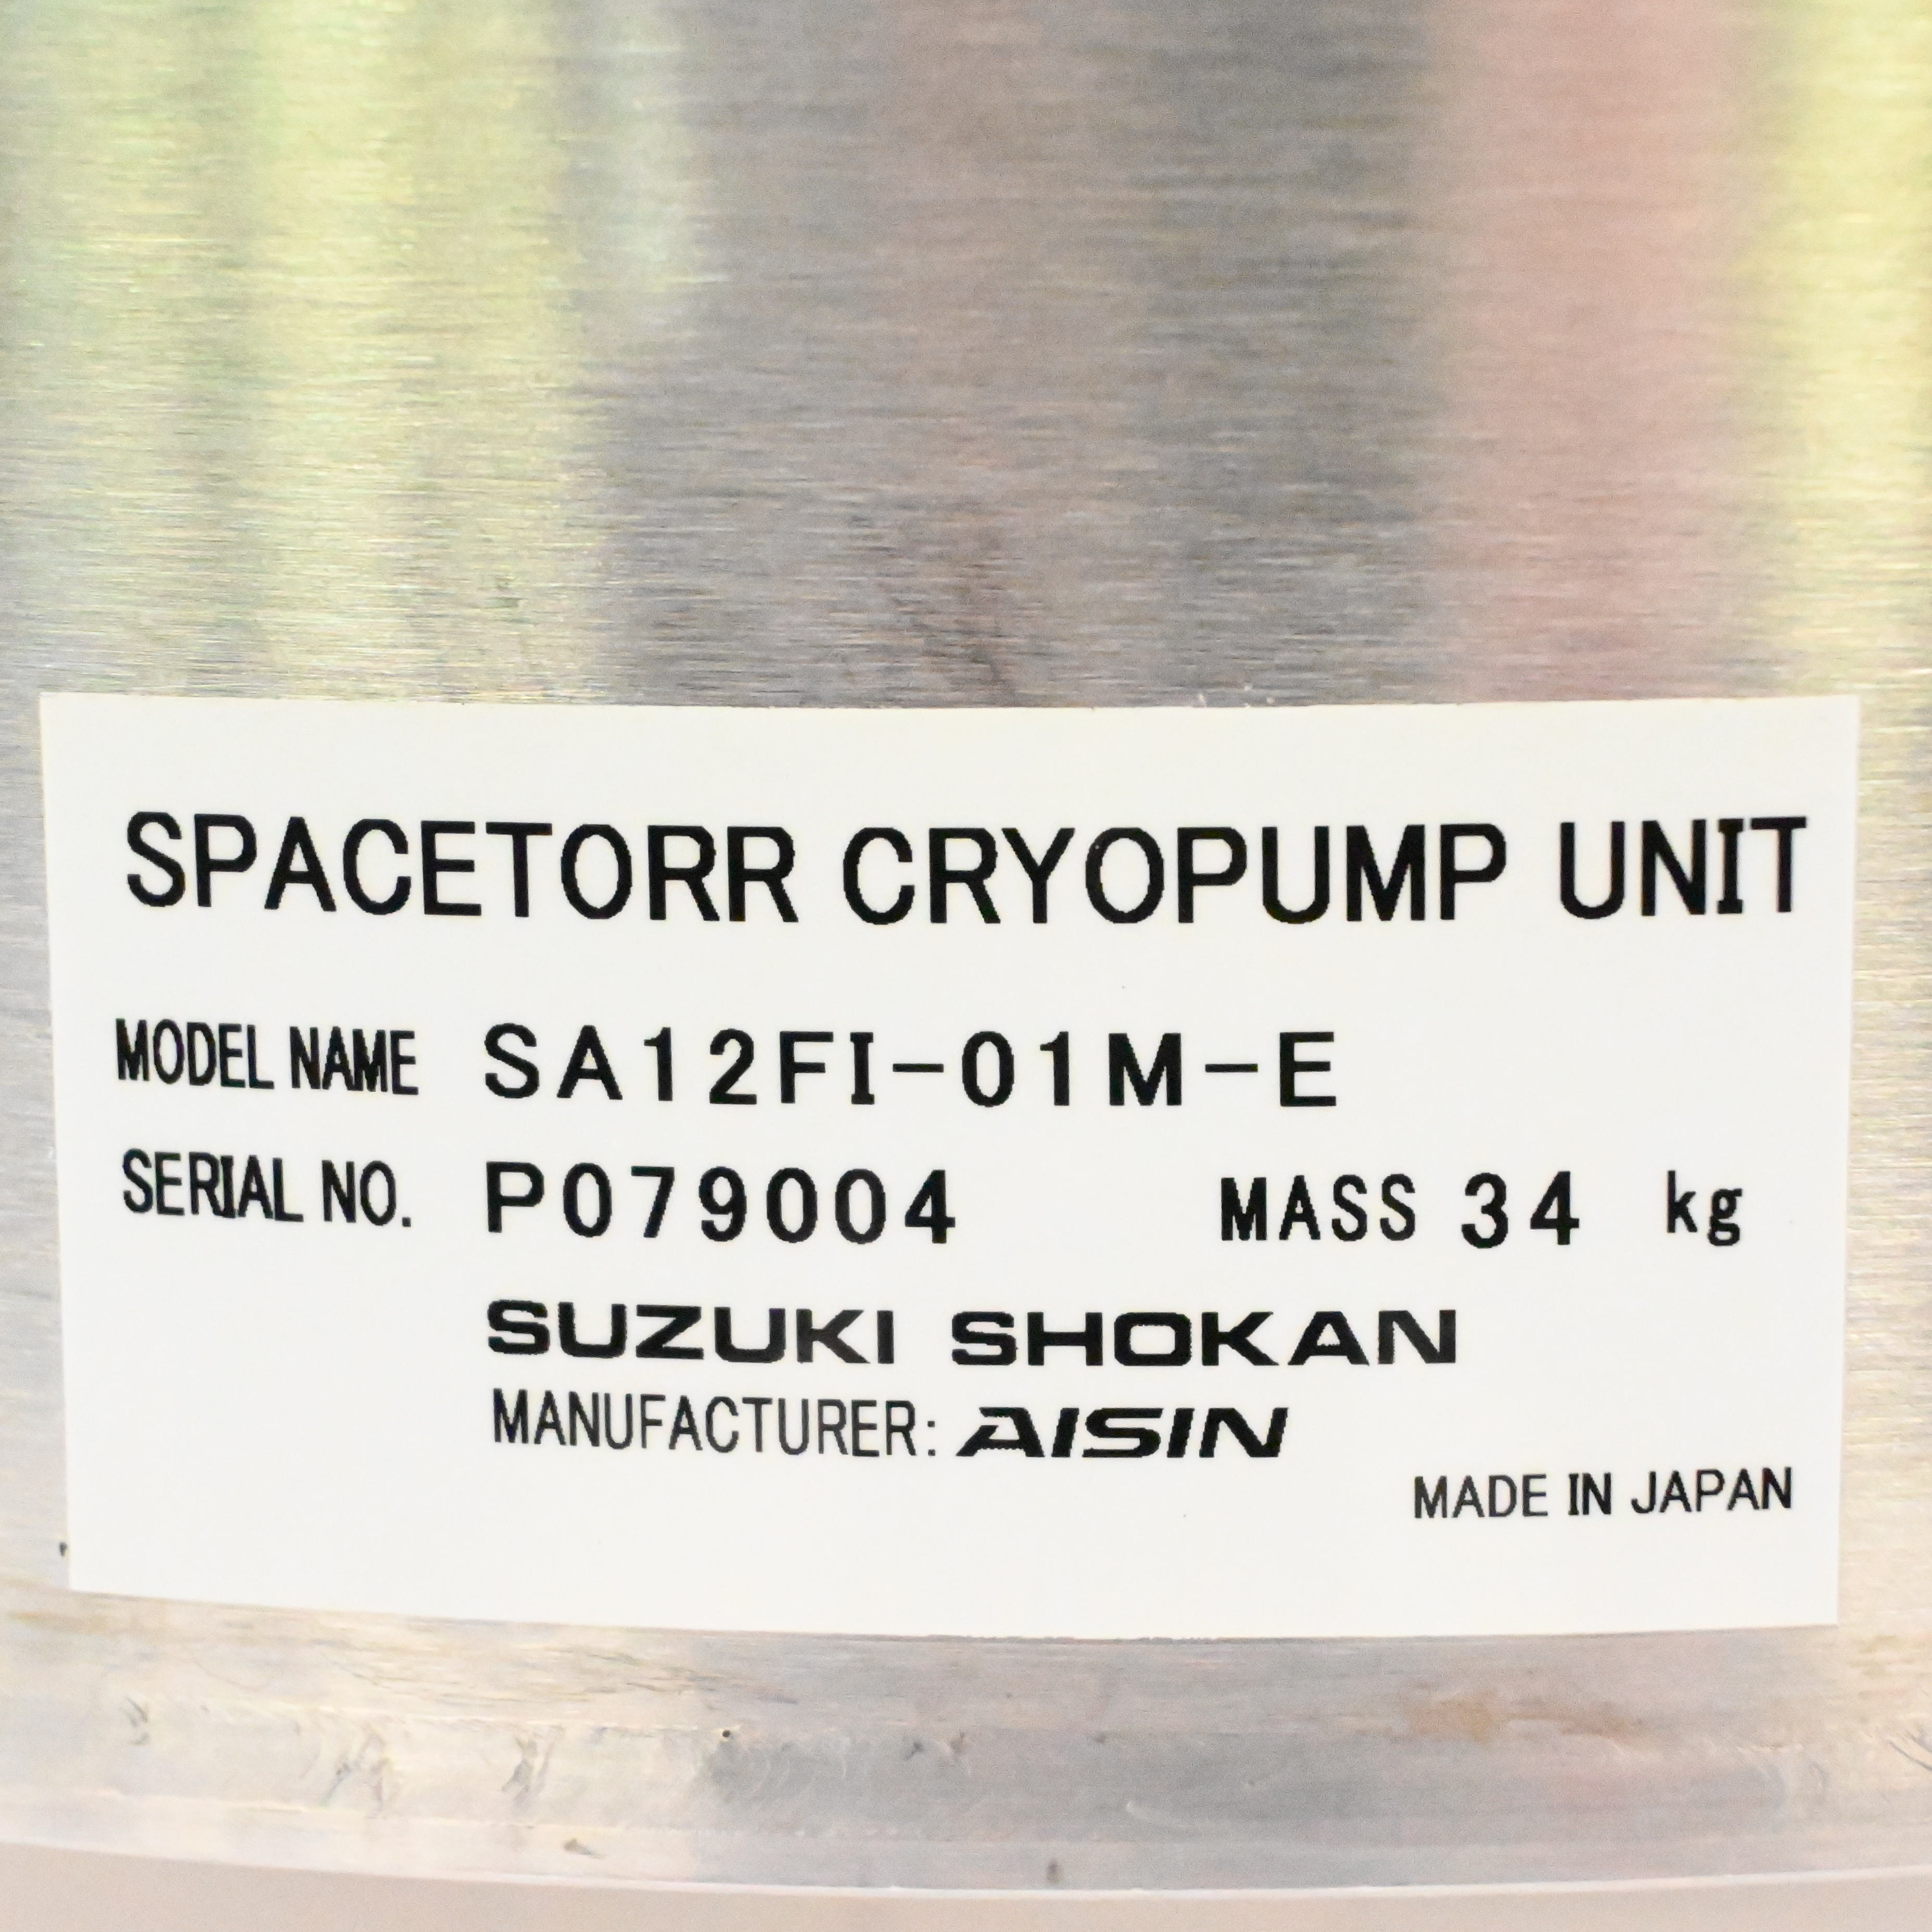 SPACETORR CRYOPUMP UNIT
MODEL NAME SA12FI-01M-E
SERIAL NO. P079004 MASS 34 kg
SUZUKI SHOKAN
MANUFACTURER: AISIN
MADE IN JAPAN